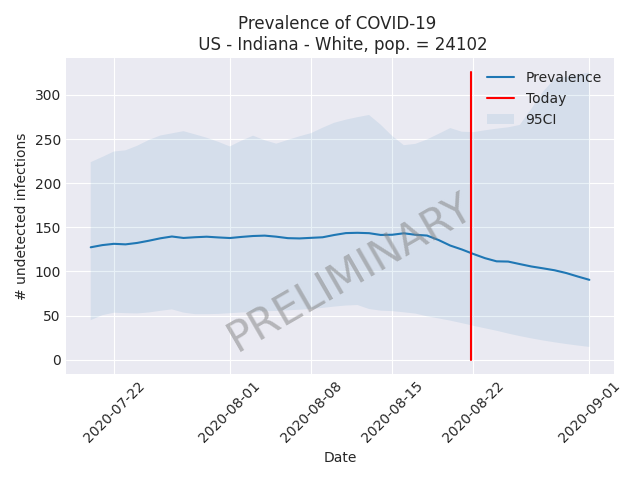 Prevalence of COVID-19
US - Indiana - White, pop. = 24102
Prevalence
Today
95CI
300
250
200
150
100
50
0
# undetected infections
PRELIMINARY
2020-07-22
2020-08-01
2020-08-08
2020-08-15
2020-08-22
2020-09-01
Date